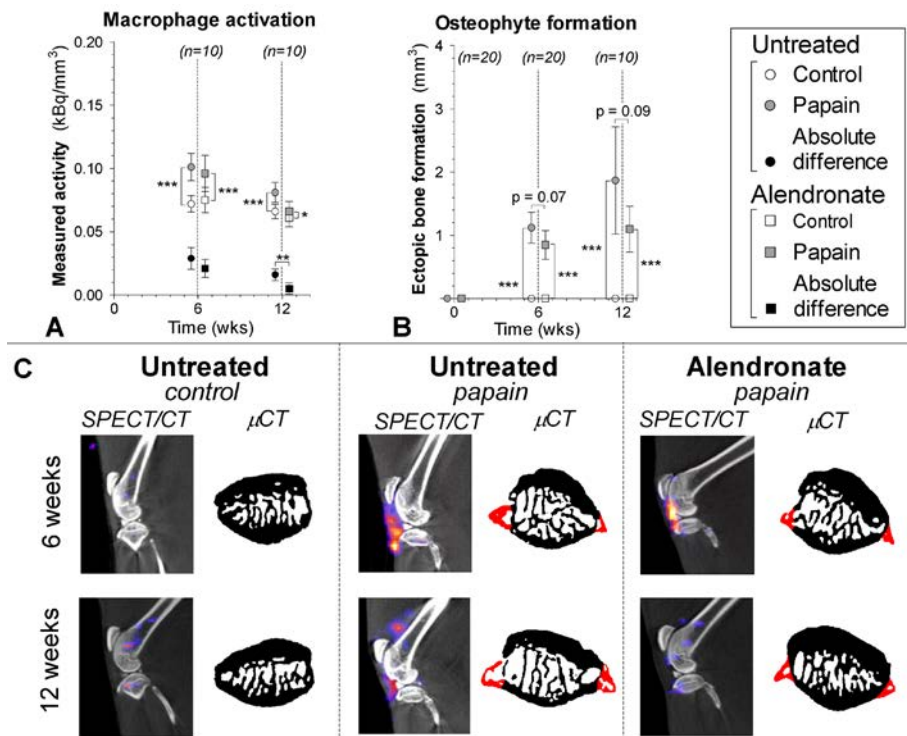 Macrophage activation
Measured activity (kBq/mm³)
0.20
0.15
0.10
0.05
0.00
(n=10)
(n=10)
***
***
***
*
**
0
6
12
Time (wks)
A
Osteophyte formation
Ectopic bone formation (mm³)
4
3
2
1
(n=20)
(n=20)
(n=10)
p = 0.07
p = 0.09
***
***
***
***
0
6
12
Time (wks)
B
Untreated
Control
Papain
Absolute
difference
Alendronate
Control
Papain
Absolute
difference
C
Untreated
control
SPECT/CT μCT
Untreated
papain
SPECT/CT μCT
Alendronate
papain
SPECT/CT μCT
6 weeks
12 weeks